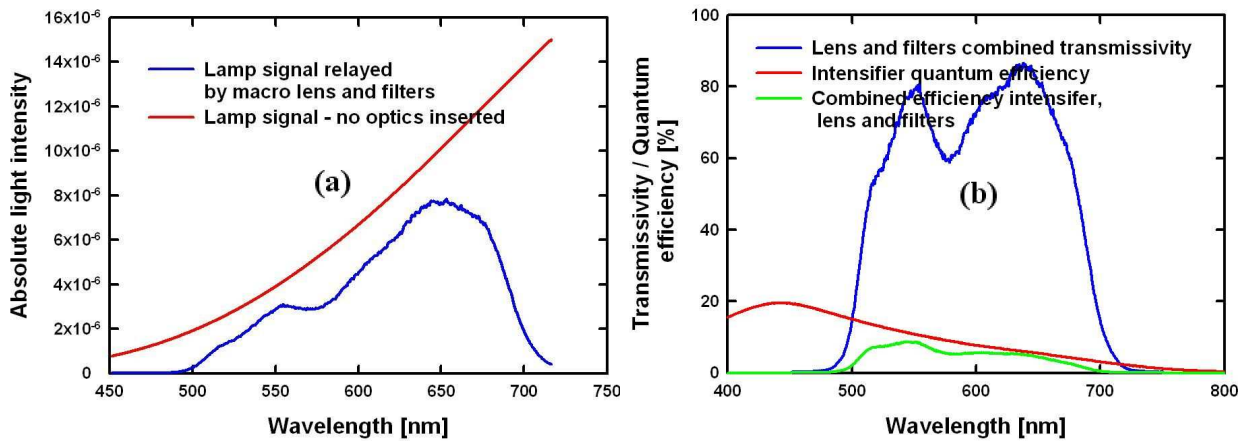 16x10-6
14x10-6
12x10-6
10x10-6
8x10-6
6x10-6
4x10-6
2x10-6
0
Absolute light intensity
Lamp signal relayed
by macro lens and filters
Lamp signal - no optics inserted
(a)
450 500 550 600 650 700 750
Wavelength [nm]
100
80
60
40
20
0
Transmissivity / Quantum
efficiency [%]
Lens and filters combined transmissivity
Intensifier quantum efficiency
Combined efficiency intensifer,
lens and filters
(b)
400 500 600 700 800
Wavelength [nm]